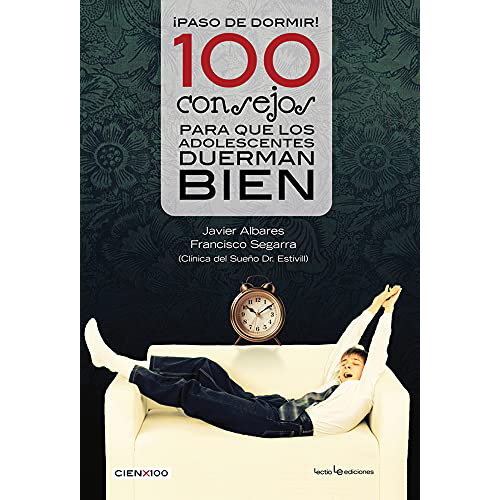 ¡PASO DE DORMIR!
100
consejos
PARA QUE LOS
ADOLESCENTES
DUERMAN
BIEN
Javier Albares
Francisco Segarra
(Clínica del Sueño Dr. Estivill)
CIENX100
Lectio Le ediciones